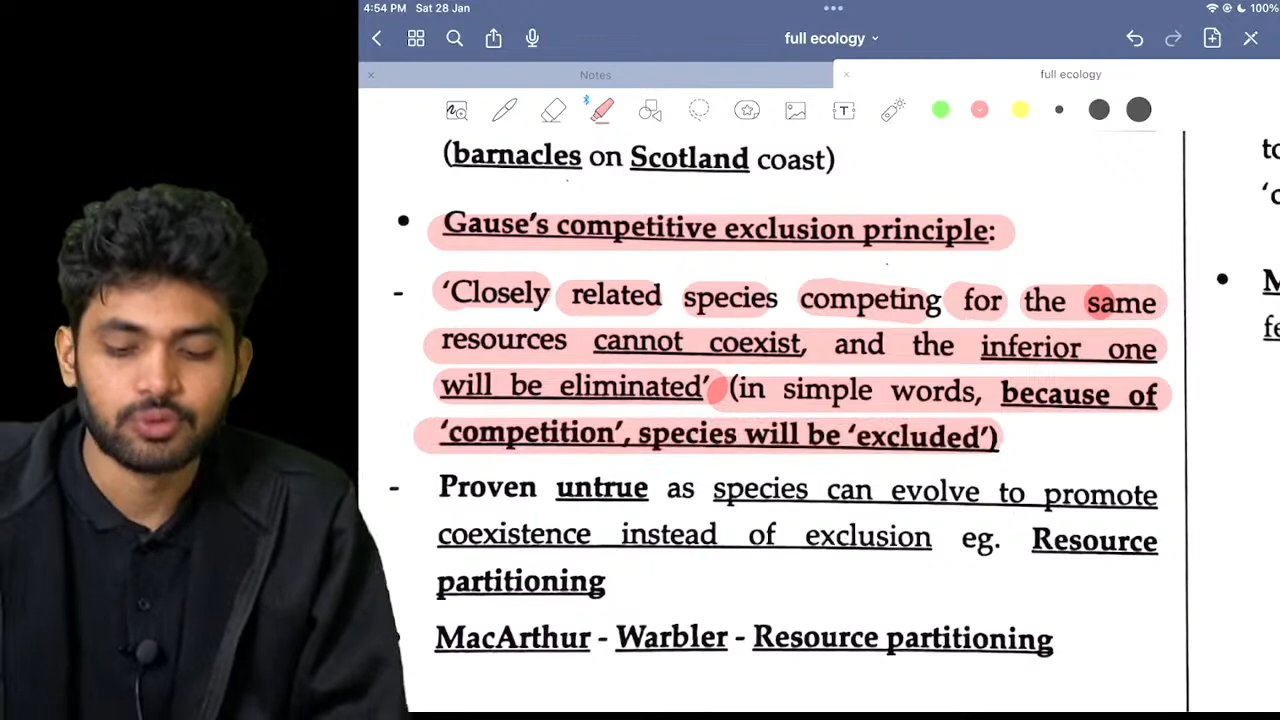 4:54 PM Sat 28 Jan
100%
full ecology
Notes
full ecology
T
(barnacles on Scotland coast)
• Gause's competitive exclusion principle:
- 'Closely related species competing for the same
resources cannot coexist, and the inferior one
will be eliminated' (in simple words, because of
'competition', species will be 'excluded')
- Proven untrue as species can evolve to promote
coexistence instead of exclusion eg. Resource
partitioning
MacArthur - Warbler - Resource partitioning